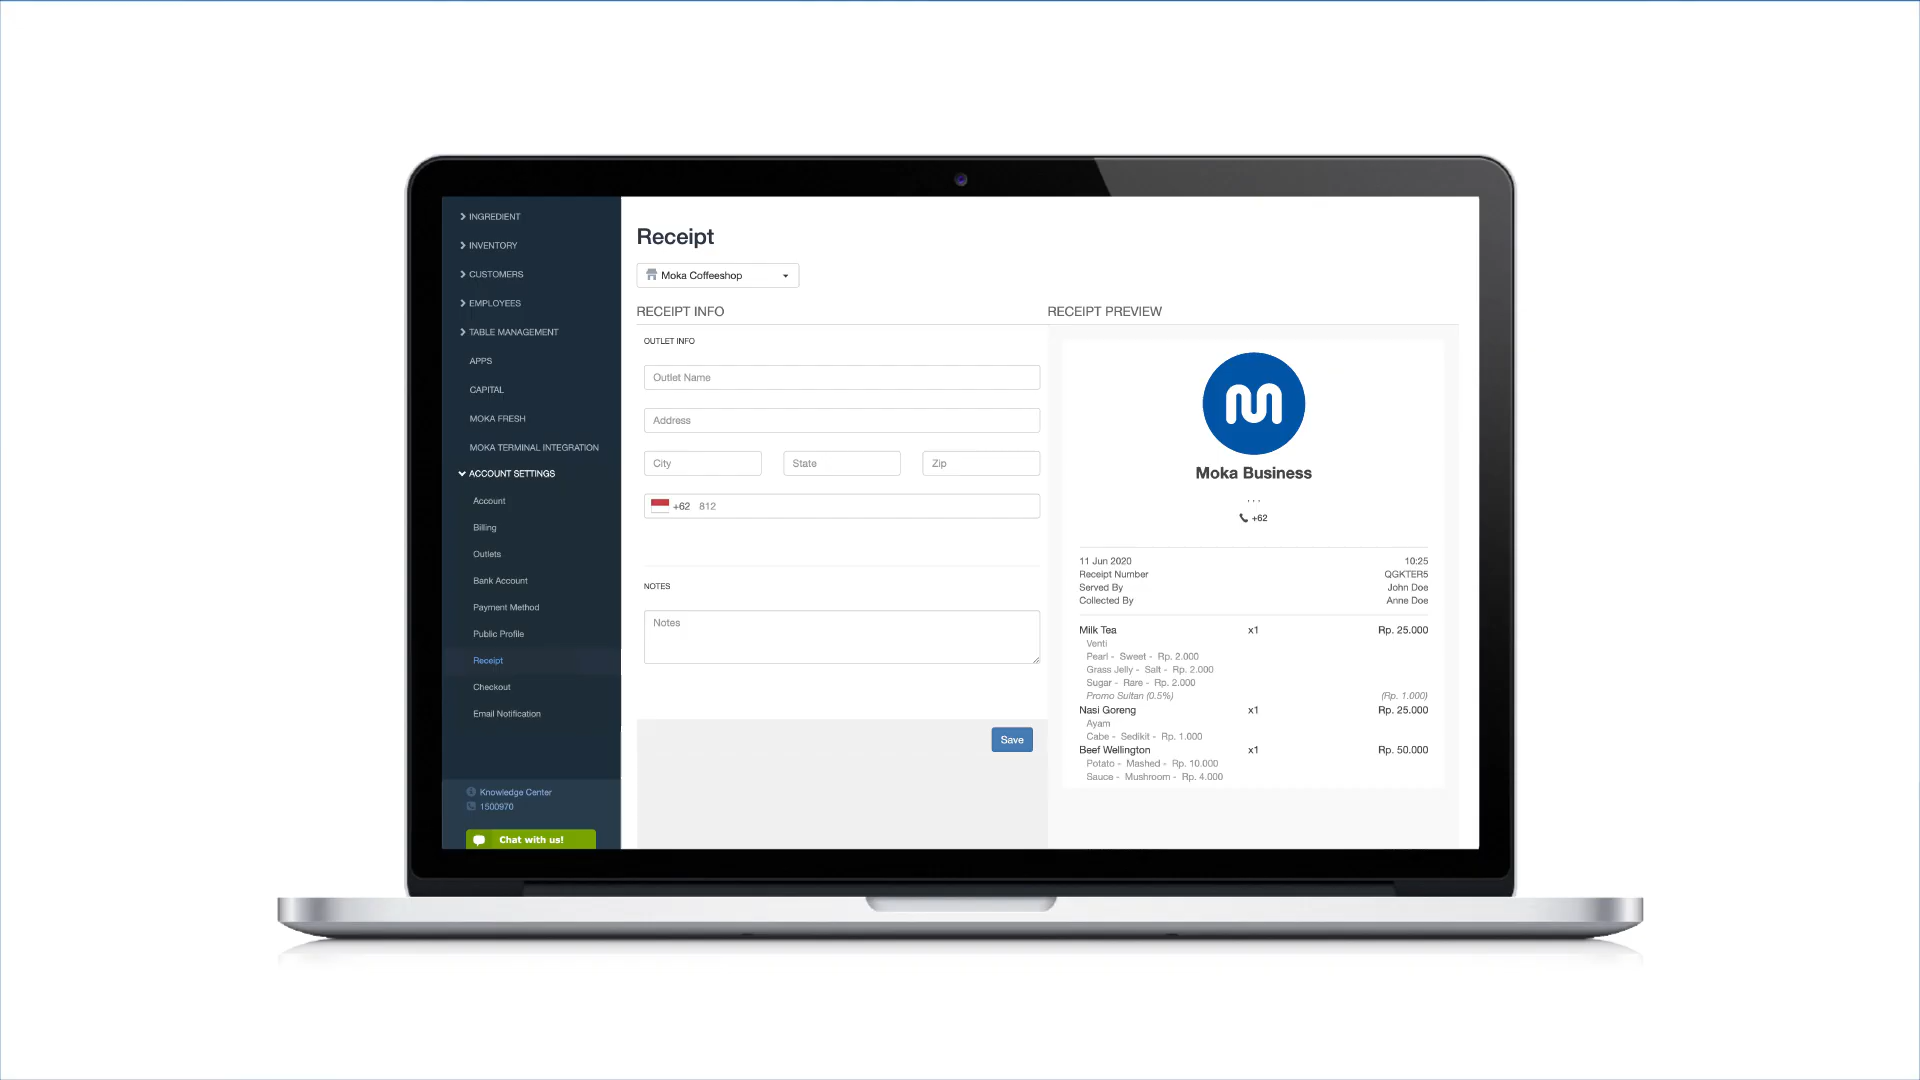 INGREDIENT
INVENTORY
CUSTOMERS
EMPLOYEES
TABLE MANAGEMENT
APPS
CAPITAL
MOKA FRESH
MOKA TERMINAL INTEGRATION
ACCOUNT SETTINGS
Account
Billing
Outlets
Bank Account
Payment Method
Public Profile
Receipt
Checkout
Email Notification
Knowledge Center
1500970
Chat with us!
Receipt
Moka Coffeeshop
RECEIPT INFO
OUTLET INFO
Outlet Name
Address
City State Zip
+62 812
NOTES
Notes
Save
RECEIPT PREVIEW
Moka Business
, , ,
+62
11 Jun 2020 10:25
Receipt Number QGKTER5
Served By John Doe
Collected By Anne Doe
Milk Tea x1 Rp. 25.000
Venti
Pearl - Sweet - Rp. 2.000
Grass Jelly - Salt - Rp. 2.000
Sugar - Rare - Rp. 2.000
Promo Sultan (0.5%) (Rp. 1.000)
Nasi Goreng x1 Rp. 25.000
Ayam
Cabe - Sedikit - Rp. 1.000
Beef Wellington x1 Rp. 50.000
Potato - Mashed - Rp. 10.000
Sauce - Mushroom - Rp. 4.000